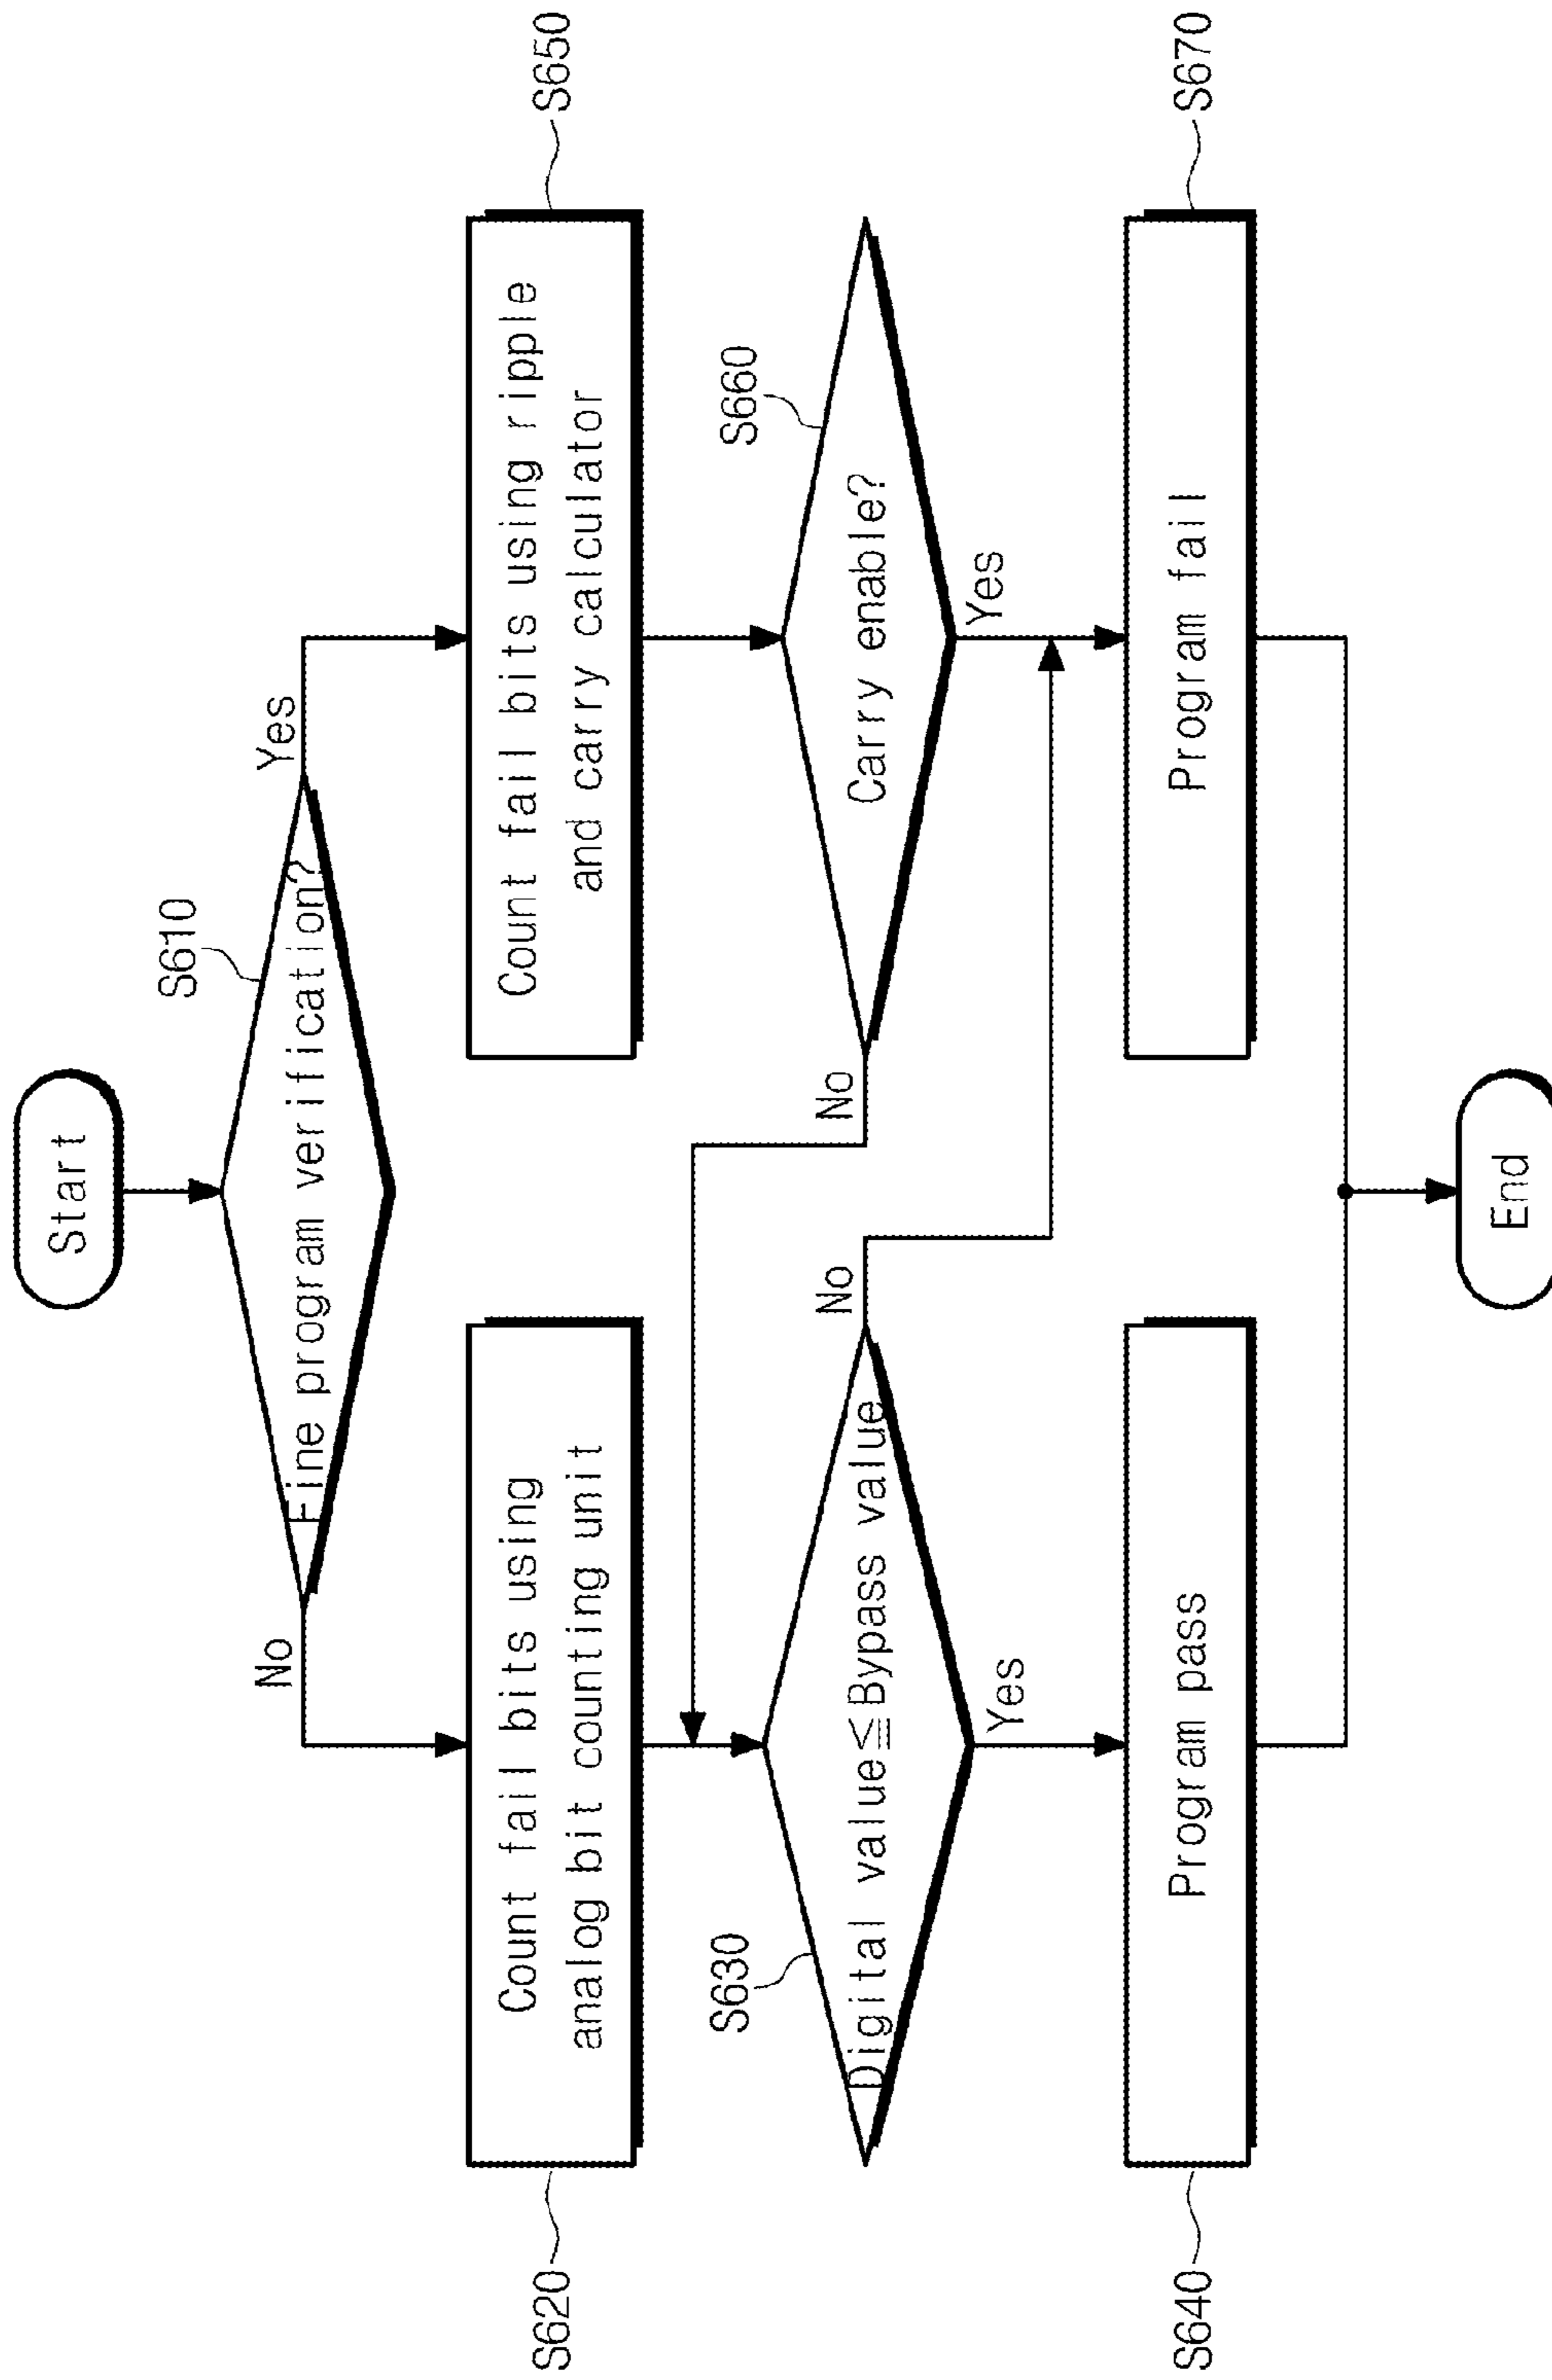 Start
S610
Fine program verification?
No
Yes
Count fail bits using
analog bit counting unit
S620
Count fail bits using ripple
and carry calculator
S650
S630
Digital value≦Bypass value
No
Yes
S660
Carry enable?
No
Yes
Program pass
S640
Program fail
S670
End